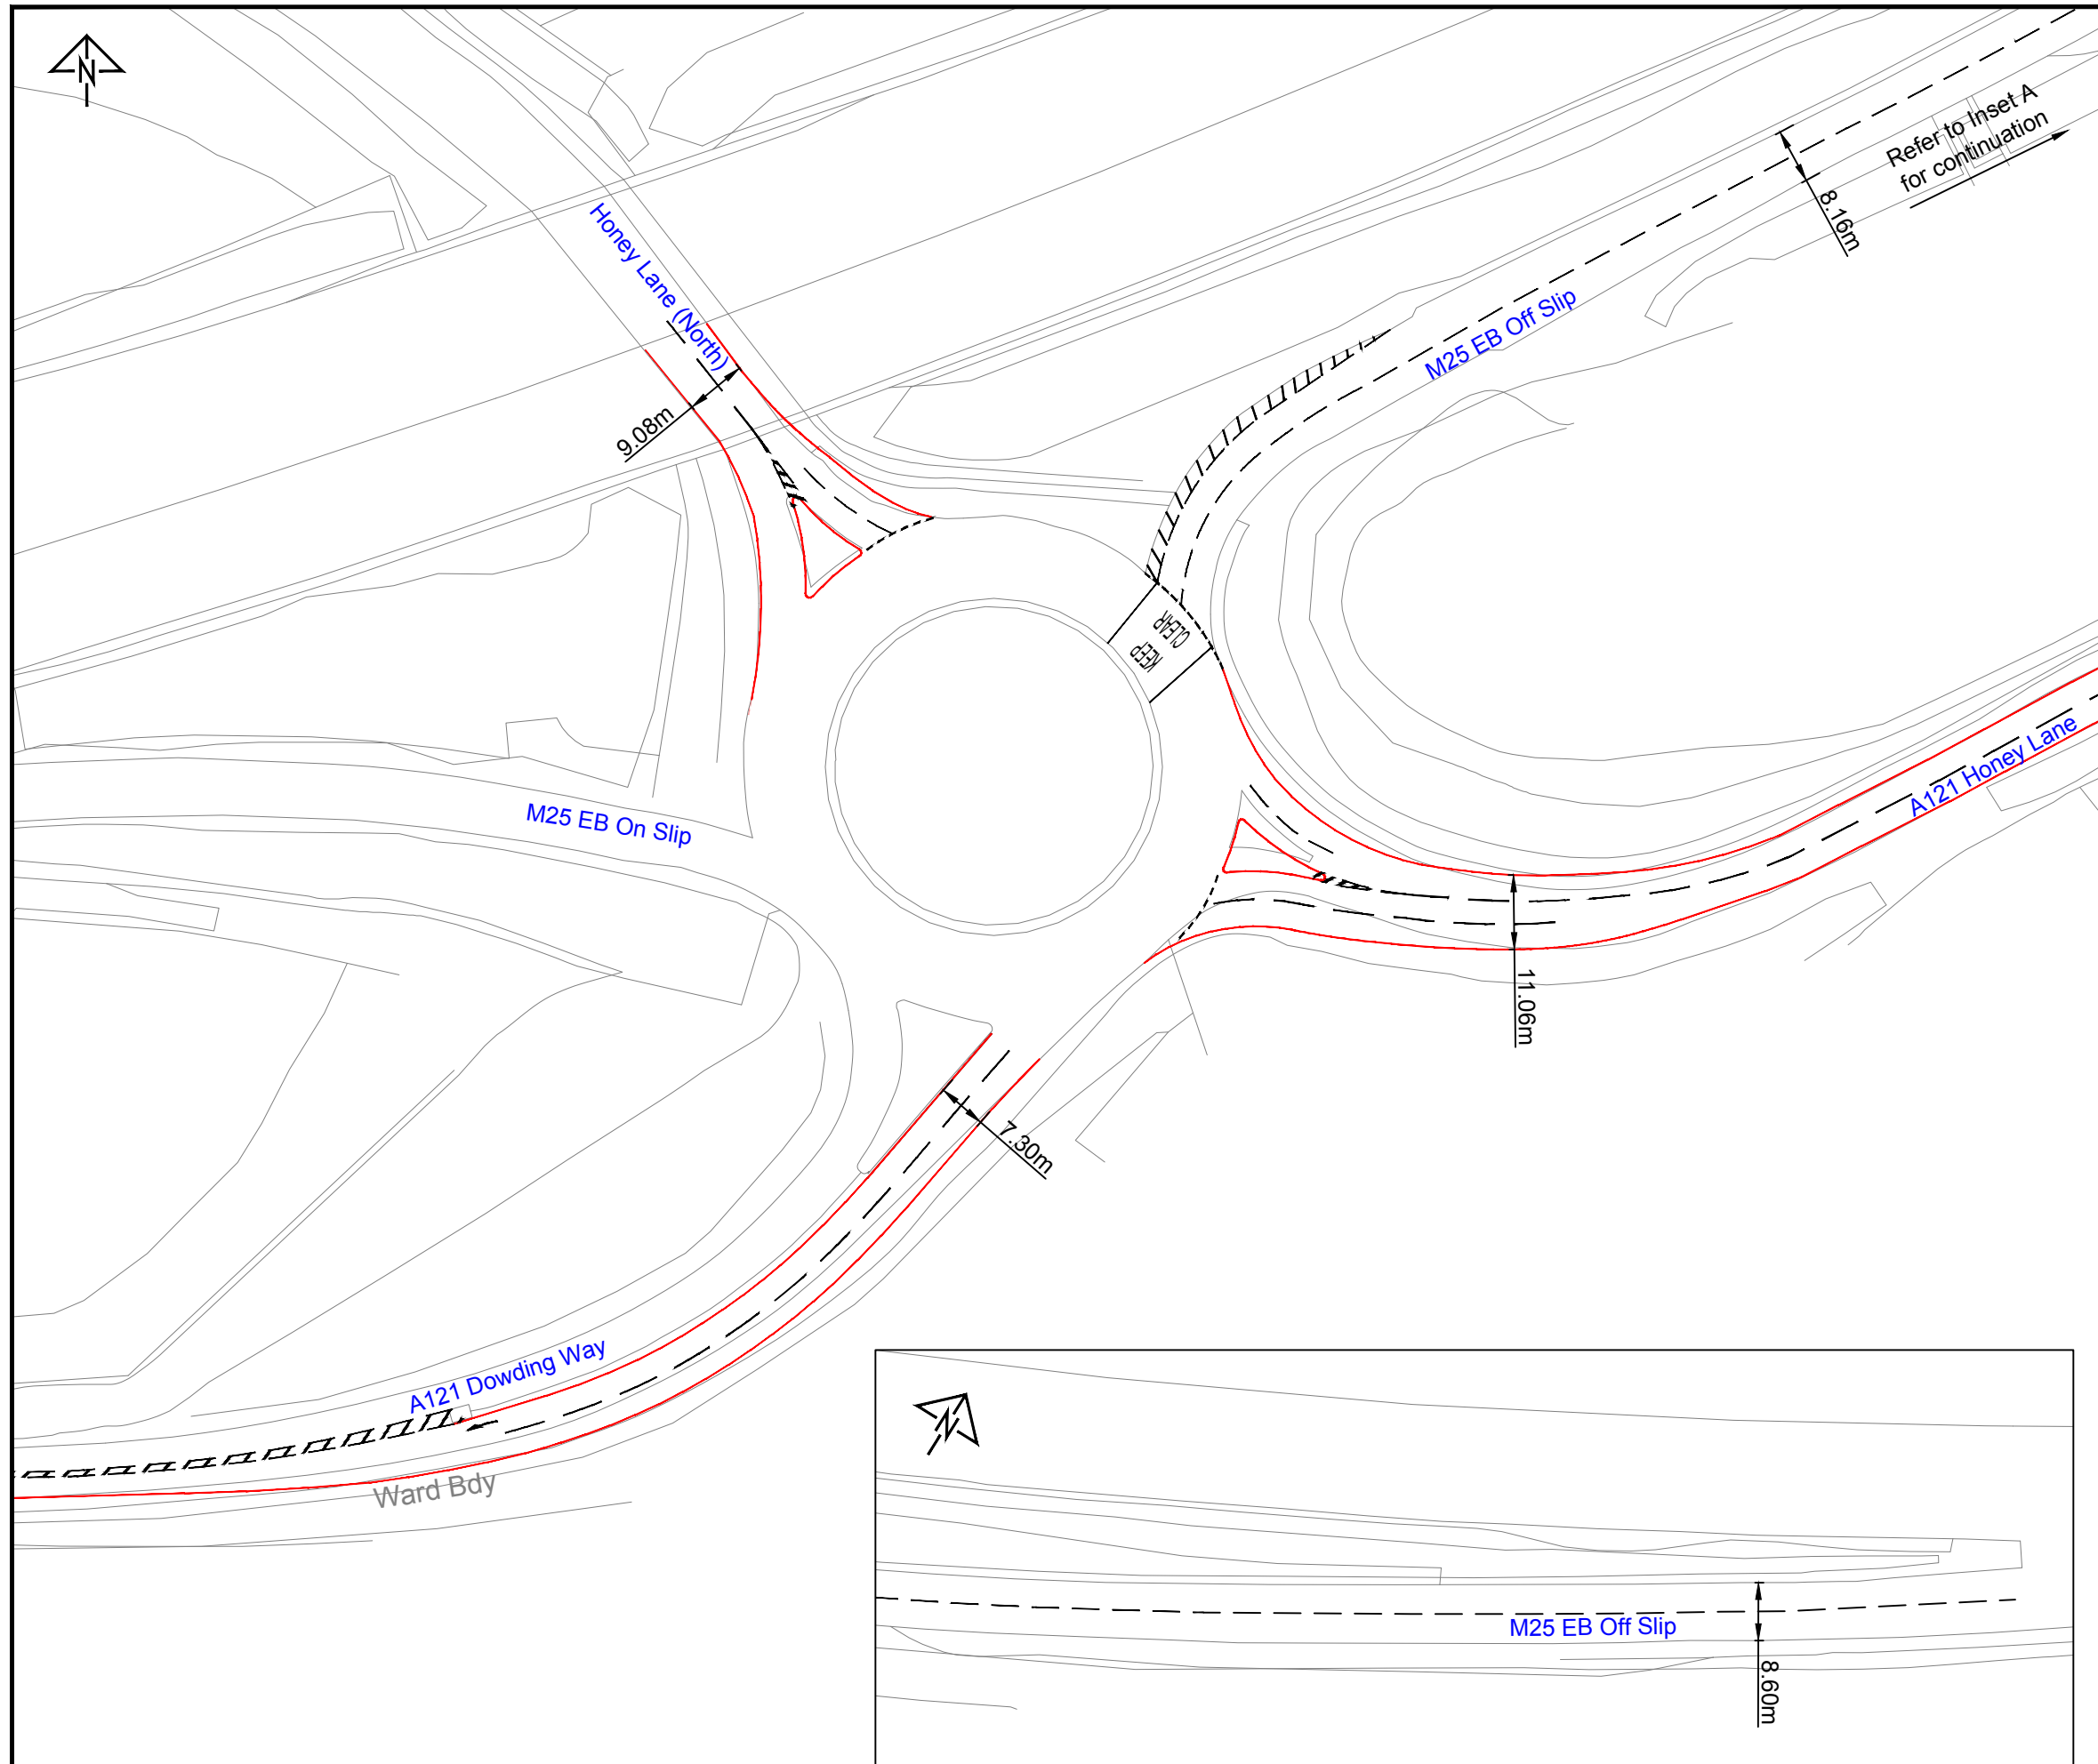 N
Refer to Inset A
for continuation
8.16m
Honey Lane (North)
9.08m
M25 EB Off Slip
KEEP
CLEAR
A121 Honey Lane
M25 EB On Slip
11.06m
7.30m
A121 Dowding Way
Ward Bdy
N
M25 EB Off Slip
8.60m